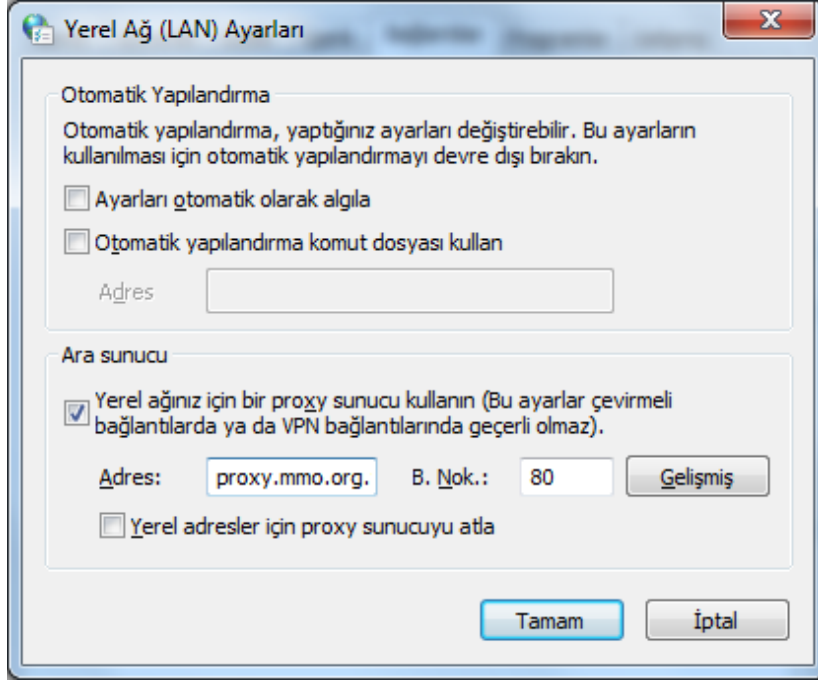 Yerel Ağ (LAN) Ayarları
Otomatik Yapılandırma
Otomatik yapılandırma, yaptığınız ayarları değiştirebilir. Bu ayarların
kullanılması için otomatik yapılandırmayı devre dışı bırakın.
Ayarları otomatik olarak algıla
Otomatik yapılandırma komut dosyası kullan
Adres
Ara sunucu
Yerel ağınız için bir proxy sunucu kullanın (Bu ayarlar çevirmeli
bağlantılarda ya da VPN bağlantılarında geçerli olmaz).
Adres: proxy.mmo.org. B. Nok.: 80 Gelişmiş
Yerel adresler için proxy sunucuyu atla
Tamam İptal